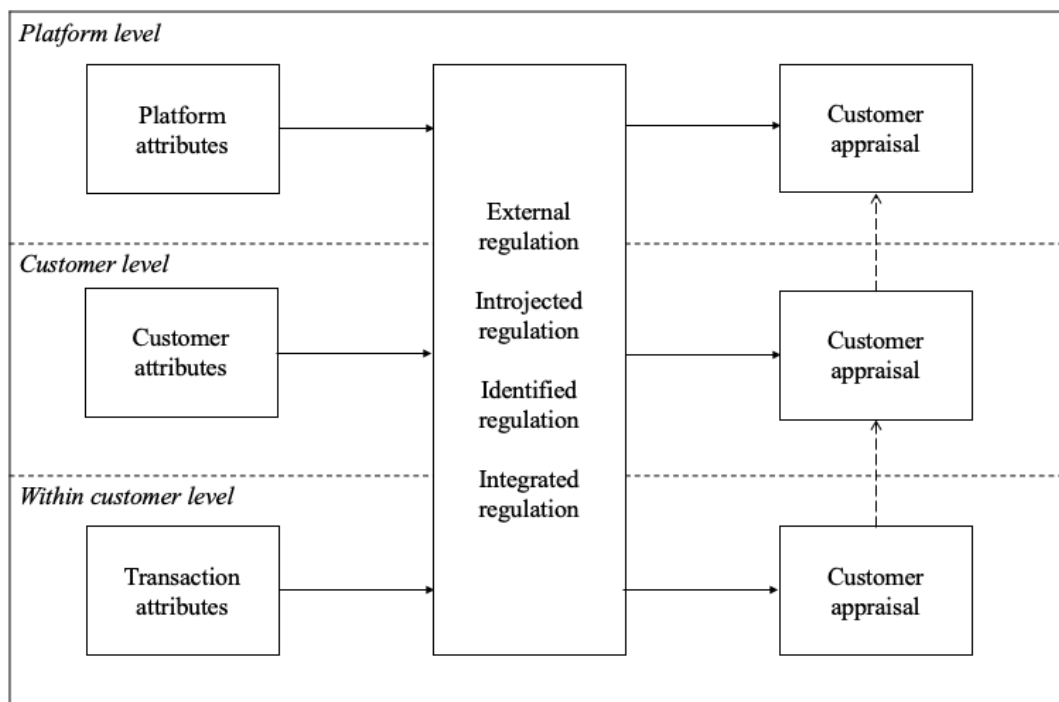 Platform level
Platform
attributes
Customer
appraisal
External
regulation
Customer level
Introjected
regulation
Customer
attributes
Customer
appraisal
Identified
regulation
Integrated
regulation
Within customer level
Transaction
attributes
Customer
appraisal